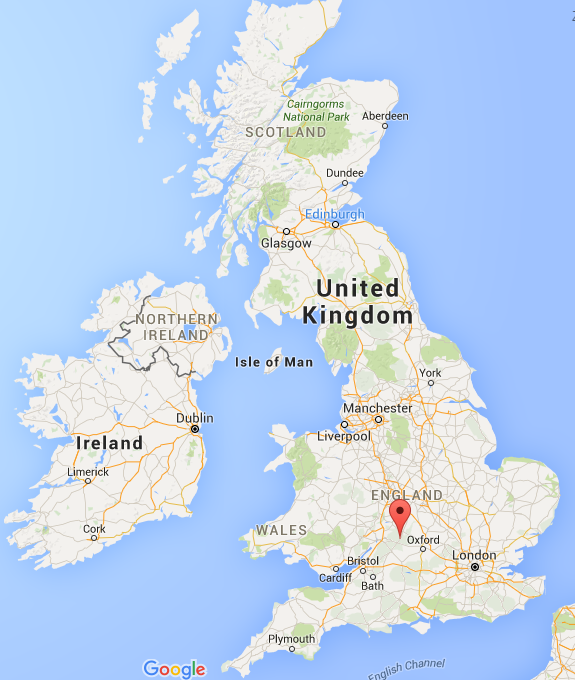 Cairngorms
National Park
Aberdeen
SCOTLAND
Dundee
Edinburgh
Glasgow
United
Kingdom
NORTHERN
IRELAND
Isle of Man
York
Manchester
Dublin
Liverpool
Ireland
Limerick
ENGLAND
Cork
WALES
Oxford
London
Bristol
Cardiff
Bath
Plymouth
English Channel
Google